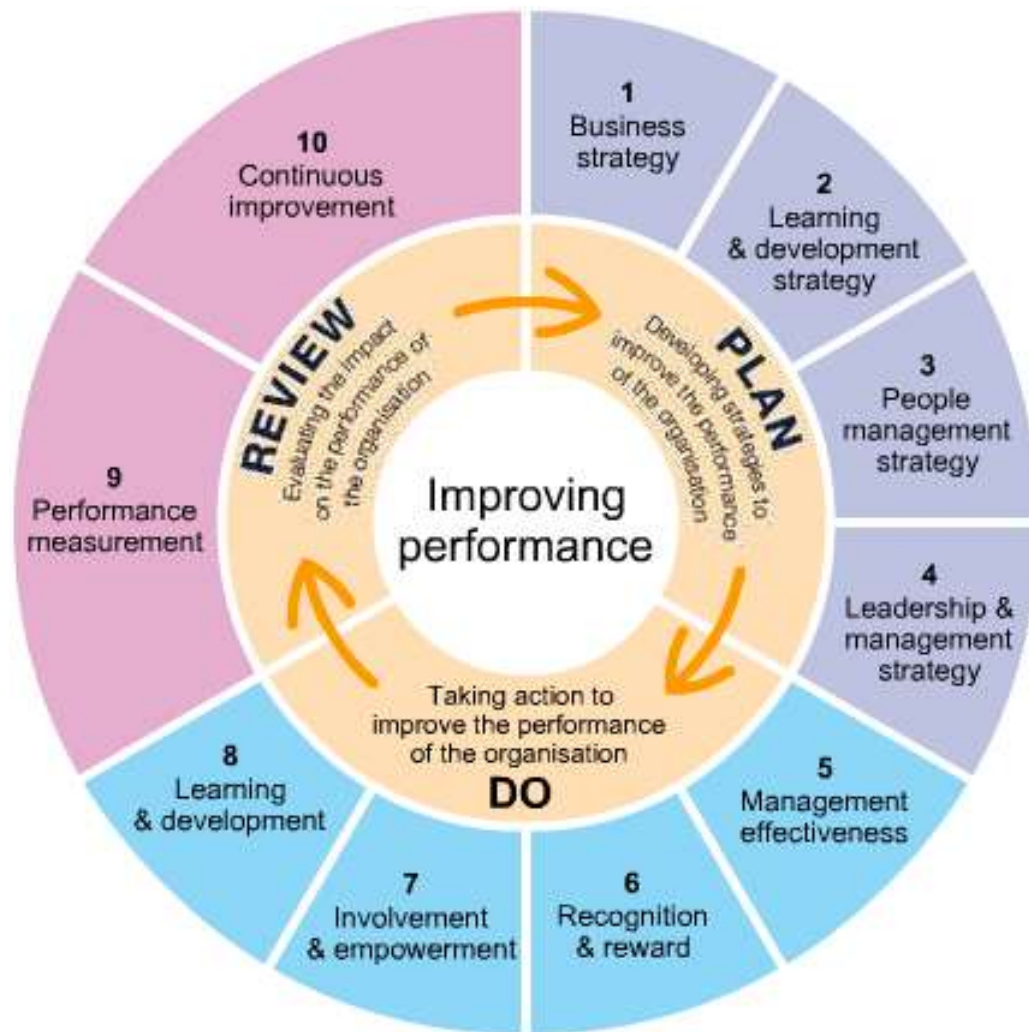 1
Business
strategy
2
Learning
& development
strategy
3
People
management
strategy
4
Leadership &
management
strategy
5
Management
effectiveness
6
Recognition
& reward
7
Involvement
& empowerment
8
Learning
& development
9
Performance
measurement
10
Continuous
improvement
PLAN
Developing strategies to
improve the performance
of the organisation
Taking action to
improve the performance
of the organisation
DO
REVIEW
Evaluating the impact
on the performance of
the organisation
Improving
performance